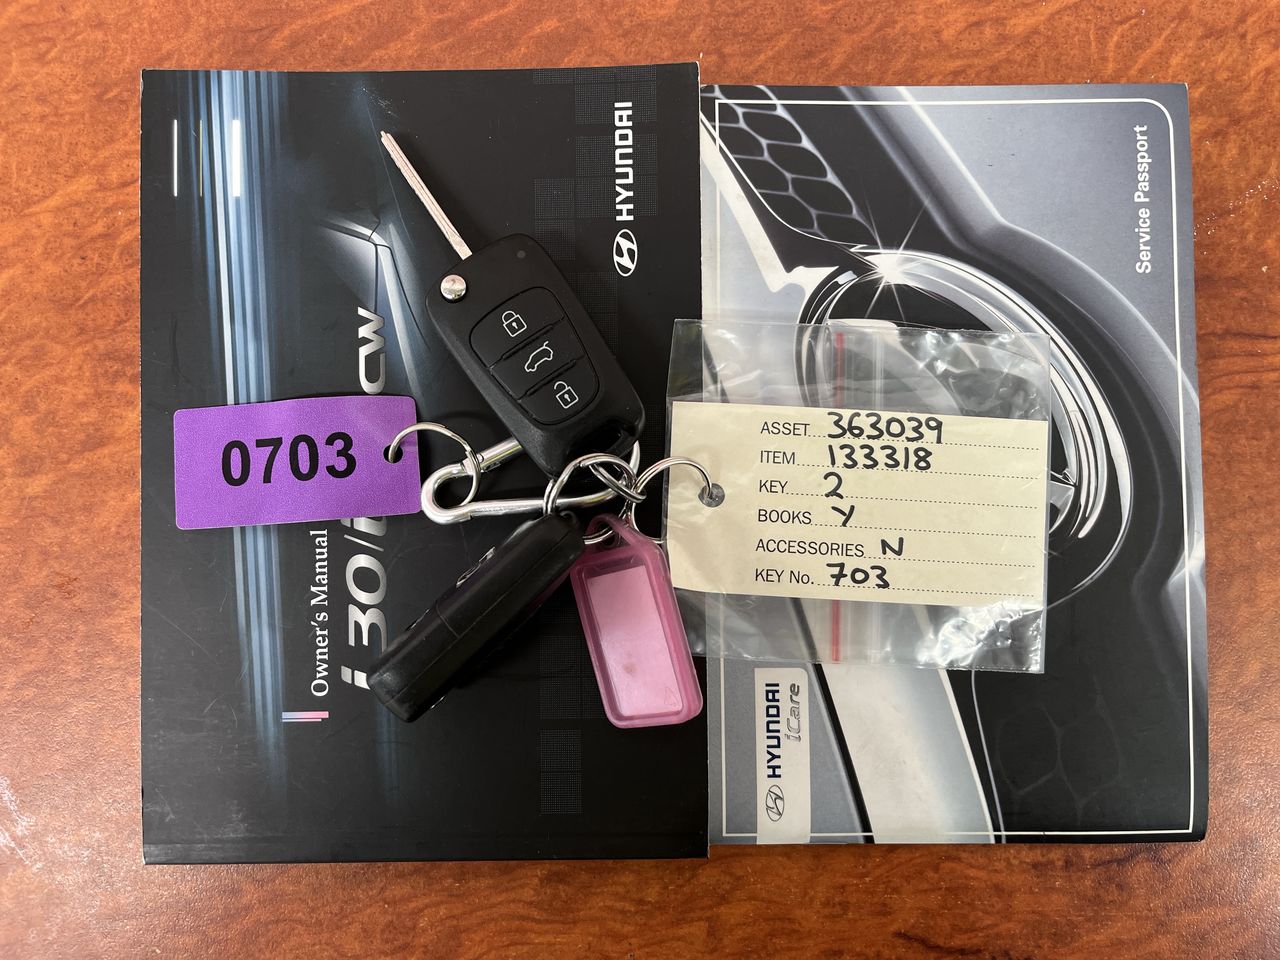 HYUNDAI
Owner's Manual
i30/i
cw
0703
Service Passport
ASSET 363039
ITEM 133318
KEY 2
BOOKS Y
ACCESSORIES N
KEY No. 703
HYUNDAI
iCare